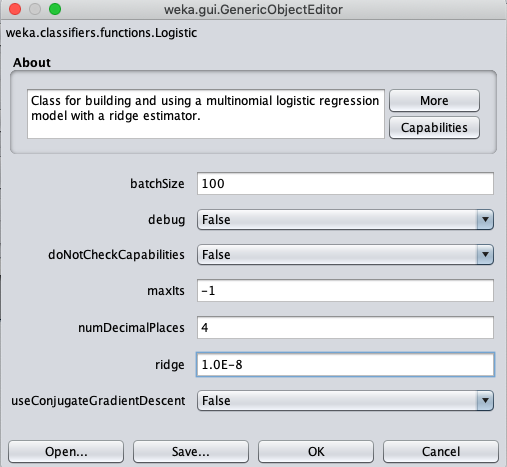 weka.gui.GenericObjectEditor
weka.classifiers.functions.Logistic
About
Class for building and using a multinomial logistic regression
model with a ridge estimator.
More
Capabilities
batchSize 100
debug False
doNotCheckCapabilities False
maxIts -1
numDecimalPlaces 4
ridge 1.0E-8
useConjugateGradientDescent False
Open... Save... OK Cancel